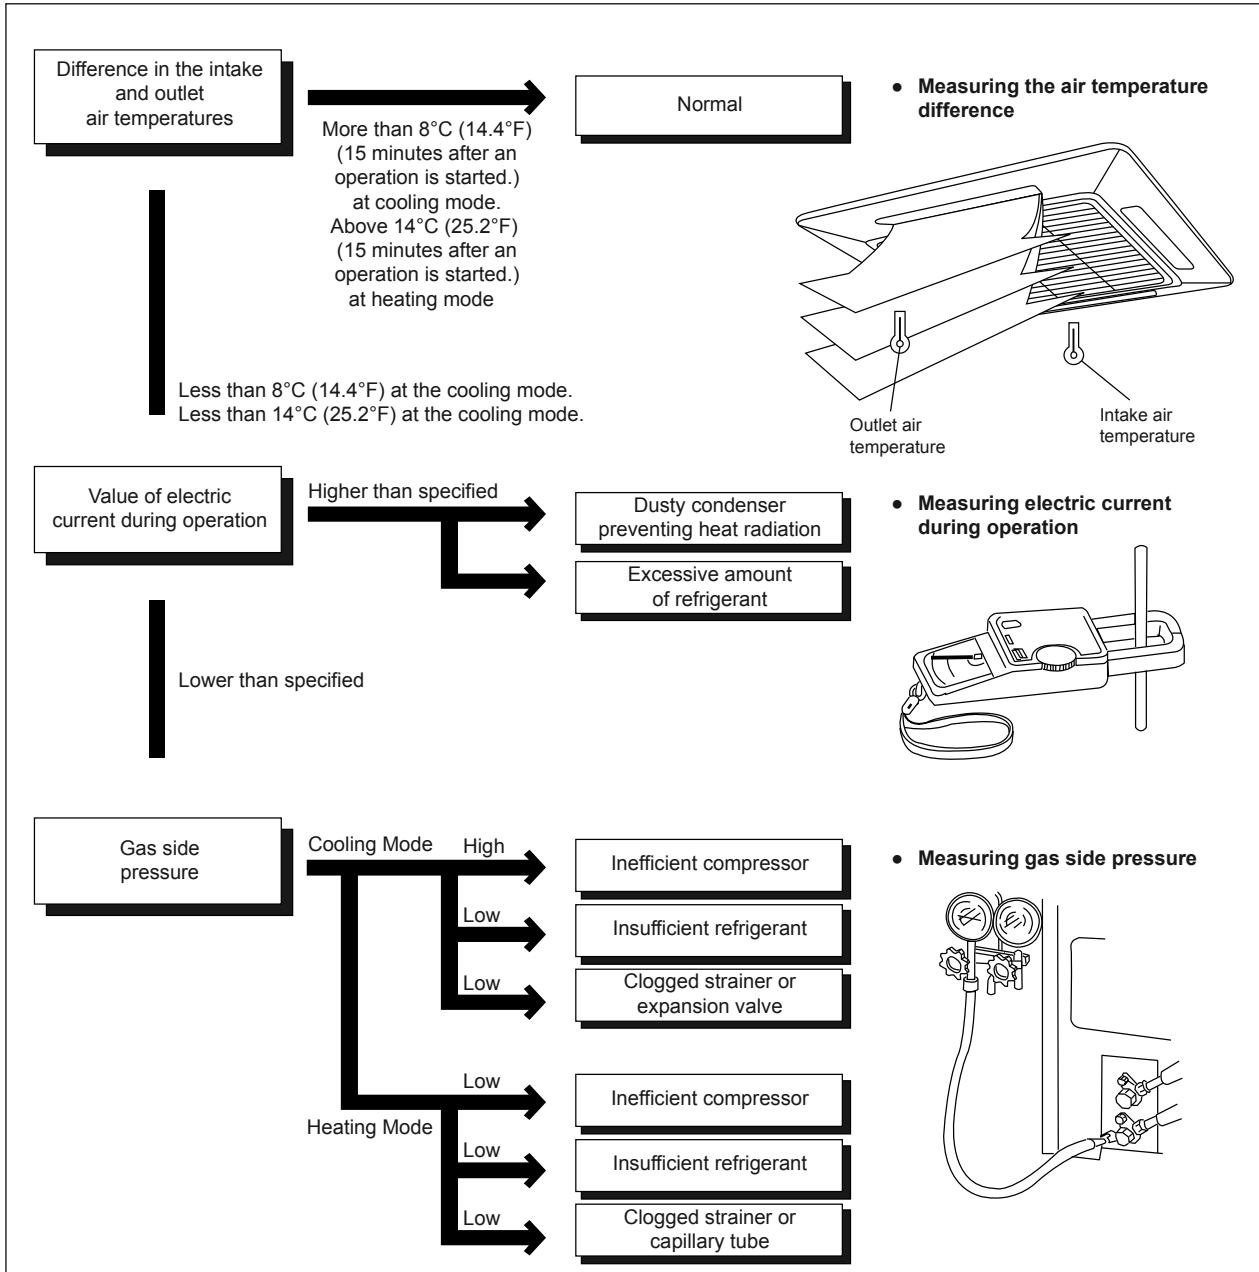 Difference in the intake
and outlet
air temperatures
More than 8°C (14.4°F)
(15 minutes after an
operation is started.)
at cooling mode.
Above 14°C (25.2°F)
(15 minutes after an
operation is started.)
at heating mode
Normal
● Measuring the air temperature
difference
Outlet air
temperature
Intake air
temperature
Less than 8°C (14.4°F) at the cooling mode.
Less than 14°C (25.2°F) at the cooling mode.
Value of electric
current during operation
Higher than specified
Dusty condenser
preventing heat radiation
Excessive amount
of refrigerant
● Measuring electric current
during operation
Lower than specified
Gas side
pressure
Cooling Mode
High
Inefficient compressor
Low
Insufficient refrigerant
Low
Clogged strainer or
expansion valve
● Measuring gas side pressure
Heating Mode
Low
Inefficient compressor
Low
Insufficient refrigerant
Low
Clogged strainer or
capillary tube